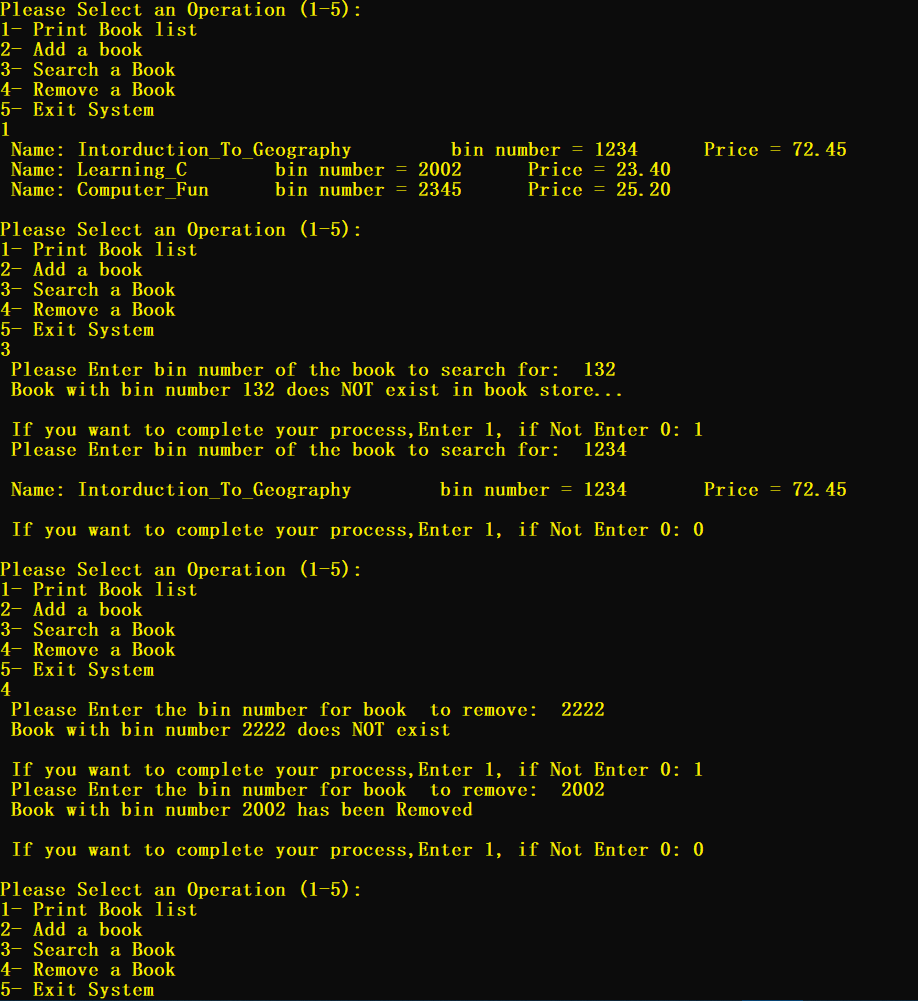 Please Select an Operation (1-5):
1- Print Book list
2- Add a book
3- Search a Book
4- Remove a Book
5- Exit System
1
Name: Intorduction_To_Geography bin number = 1234 Price = 72.45
Name: Learning_C bin number = 2002 Price = 23.40
Name: Computer_Fun bin number = 2345 Price = 25.20
Please Select an Operation (1-5):
1- Print Book list
2- Add a book
3- Search a Book
4- Remove a Book
5- Exit System
3
Please Enter bin number of the book to search for: 132
Book with bin number 132 does NOT exist in book store...
If you want to complete your process,Enter 1, if Not Enter 0: 1
Please Enter bin number of the book to search for: 1234
Name: Intorduction_To_Geography bin number = 1234 Price = 72.45
If you want to complete your process,Enter 1, if Not Enter 0: 0
Please Select an Operation (1-5):
1- Print Book list
2- Add a book
3- Search a Book
4- Remove a Book
5- Exit System
4
Please Enter the bin number for book to remove: 2222
Book with bin number 2222 does NOT exist
If you want to complete your process,Enter 1, if Not Enter 0: 1
Please Enter the bin number for book to remove: 2002
Book with bin number 2002 has been Removed
If you want to complete your process,Enter 1, if Not Enter 0: 0
Please Select an Operation (1-5):
1- Print Book list
2- Add a book
3- Search a Book
4- Remove a Book
5- Exit System